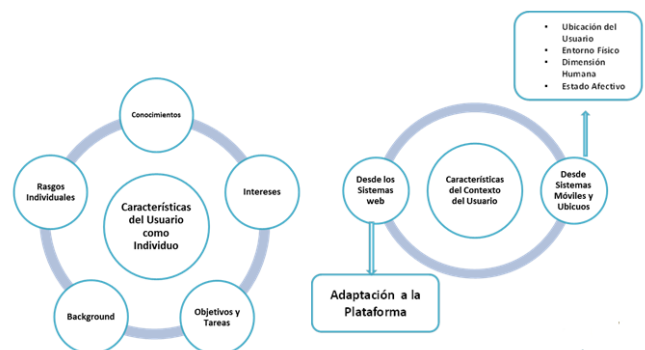 Conocimientos
Rasgos
Individuales
Intereses
Características
del Usuario
como
Individuo
Background
Objetivos y
Tareas
• Ubicación del
Usuario
• Entorno Físico
• Dimensión
Humana
• Estado Afectivo
Desde los
Sistemas
web
Características
del Contexto
del Usuario
Desde
Sistemas
Móviles y
Ubicuos
Adaptación a la
Plataforma